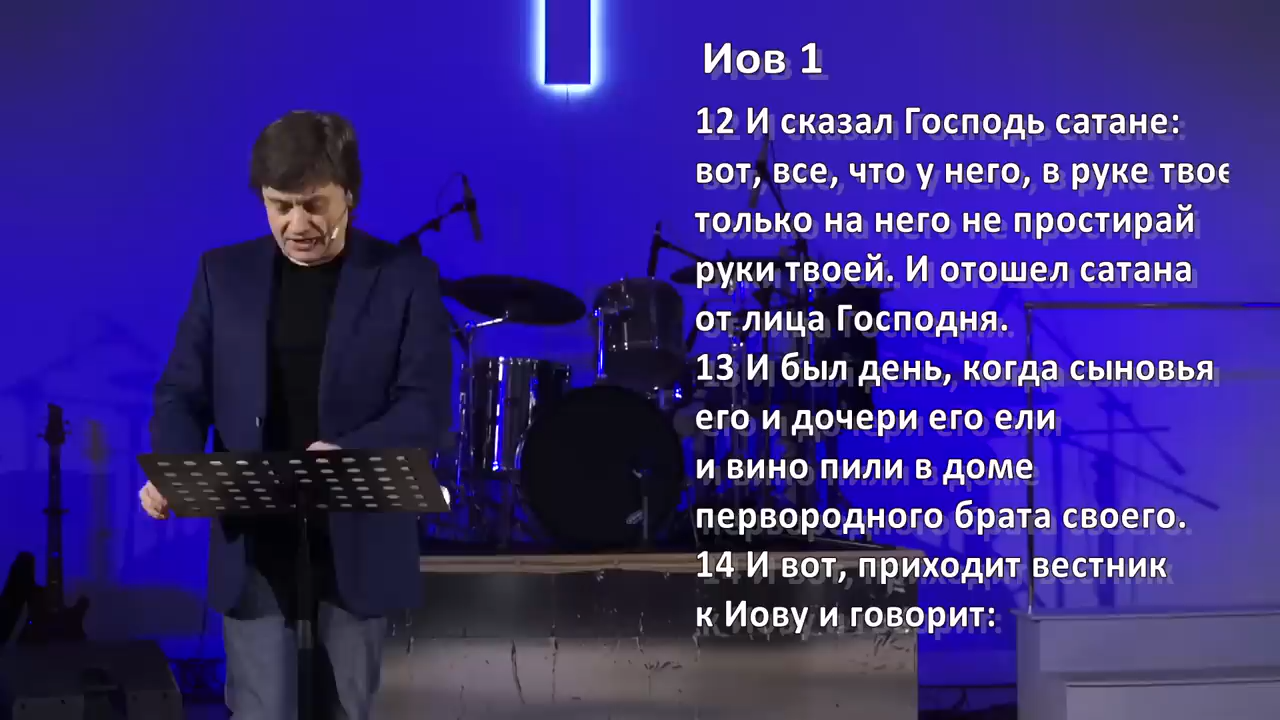 Иов 1
12 И сказал Господь сатане:
вот, все, что у него, в руке твое
только на него не простирай
руки твоей. И отошел сатана
от лица Господня.
13 И был день, когда сыновья
его и дочери его ели
и вино пили в доме
первородного брата своего.
14 И вот, приходит вестник
к Иову и говорит: